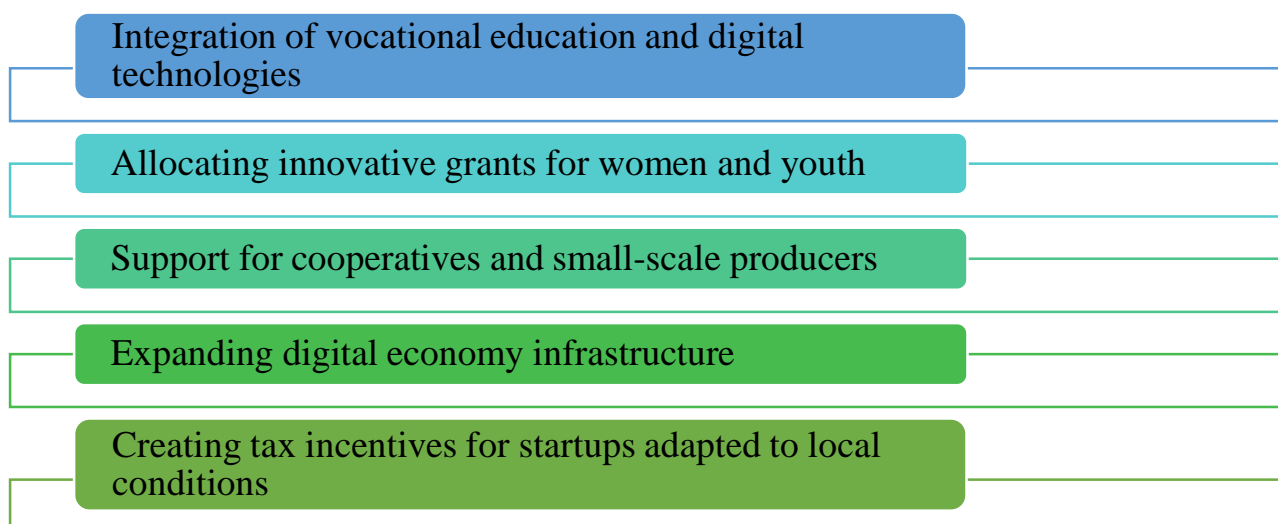 Integration of vocational education and digital
technologies
Allocating innovative grants for women and youth
Support for cooperatives and small-scale producers
Expanding digital economy infrastructure
Creating tax incentives for startups adapted to local
conditions